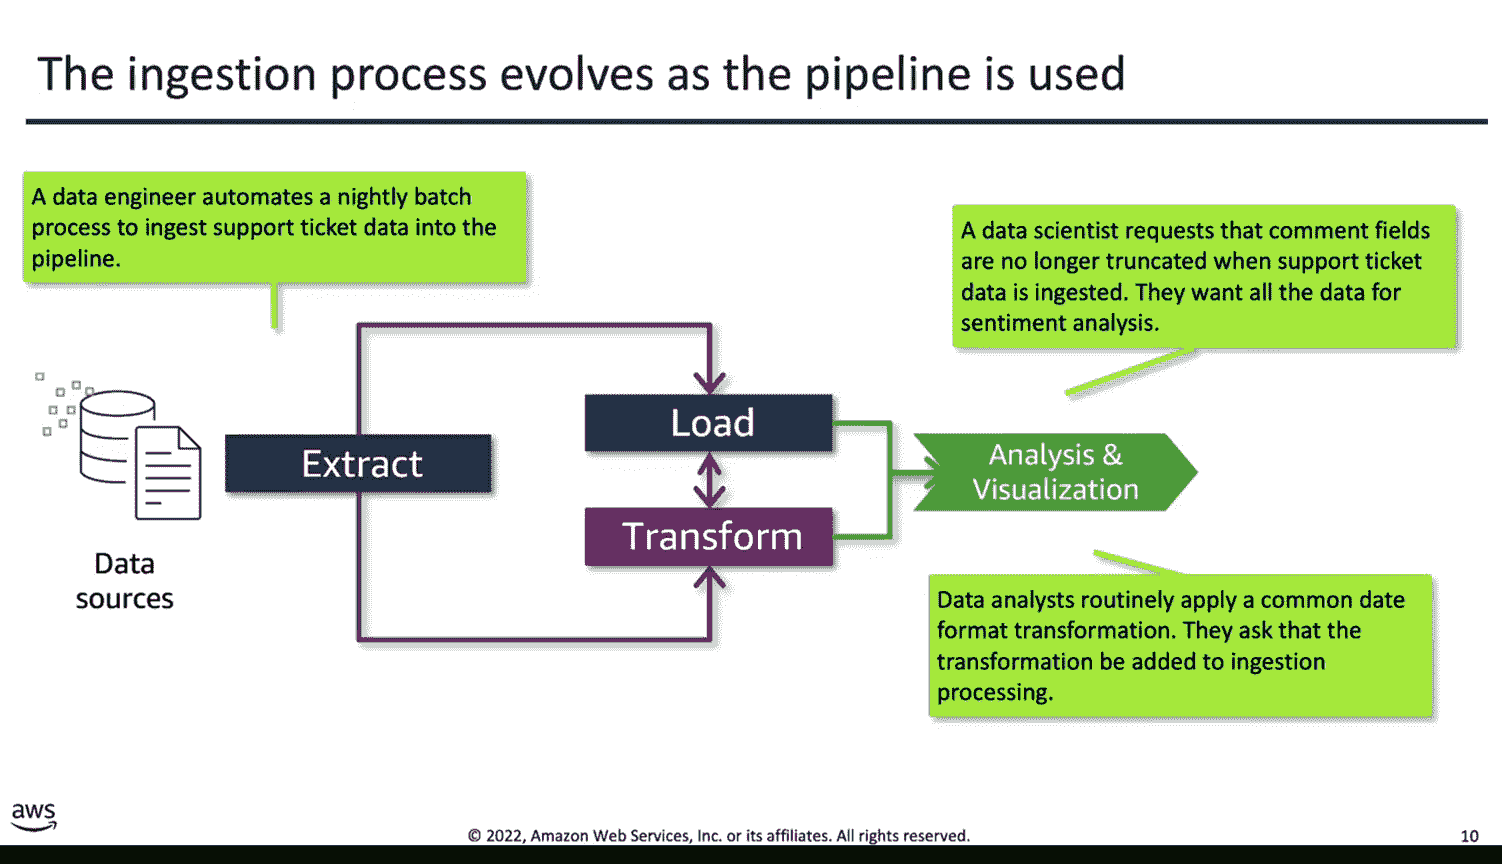 The ingestion process evolves as the pipeline is used
A data engineer automates a nightly batch
process to ingest support ticket data into the
pipeline.
A data scientist requests that comment fields
are no longer truncated when support ticket
data is ingested. They want all the data for
sentiment analysis.
Data
sources
Extract
Load
Transform
Analysis &
Visualization
Data analysts routinely apply a common date
format transformation. They ask that the
transformation be added to ingestion
processing.
aws
© 2022, Amazon Web Services, Inc. or its affiliates. All rights reserved.
10